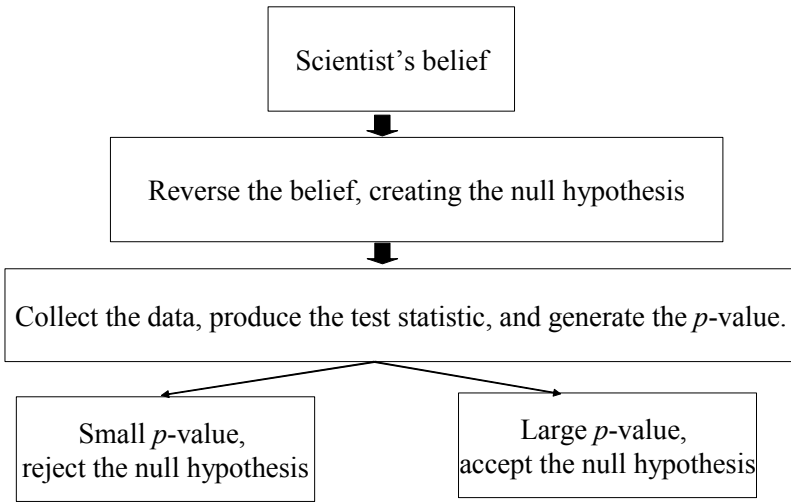 Scientist’s belief
Reverse the belief, creating the null hypothesis
Collect the data, produce the test statistic, and generate the p-value.
Small p-value,
reject the null hypothesis
Large p-value,
accept the null hypothesis